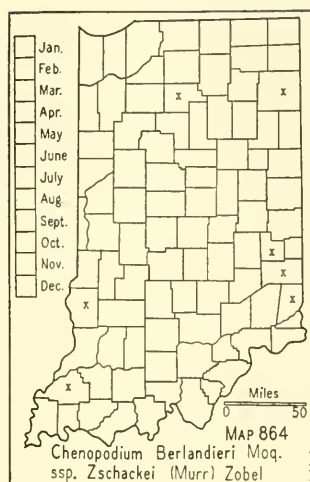 Jan.
Feb.
Mar.
Apr.
May
June
July
Aug.
Sept.
Oct.
Nov.
Dec.
x
x
x
x
x
x
x
Miles
0 50
MAP 864
Chenopodium Berlandieri Moq.
ssp. Zschackei (Murr) Zobel